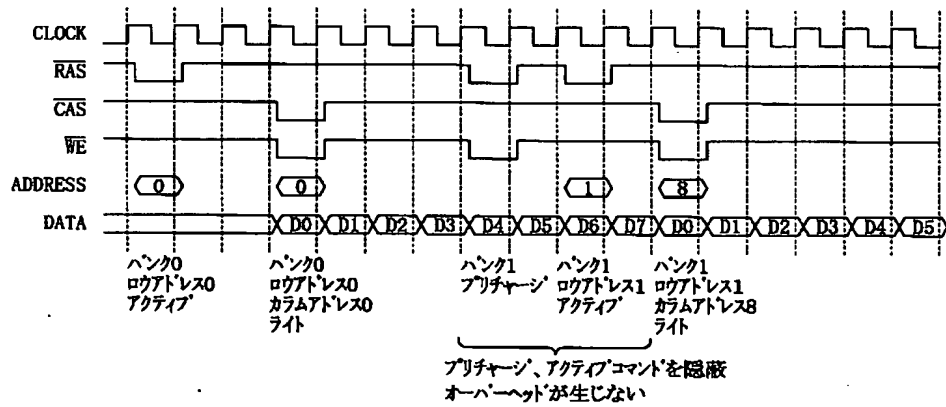 CLOCK
RAS
CAS
WE
ADDRESS 0 0 1 8
DATA D0 D1 D2 D3 D4 D5 D6 D7 D0 D1 D2 D3 D4 D5
バンク0
ロウアドレス0
アクティブ
バンク0
ロウアドレス0
カラムアドレス0
ライト
バンク1
プリチャージ
バンク1
ロウアドレス1
アクティブ
バンク1
ロウアドレス1
カラムアドレス8
ライト
プリチャージ、アクティブコマンドを隠蔽
オーバーヘッドが生じない